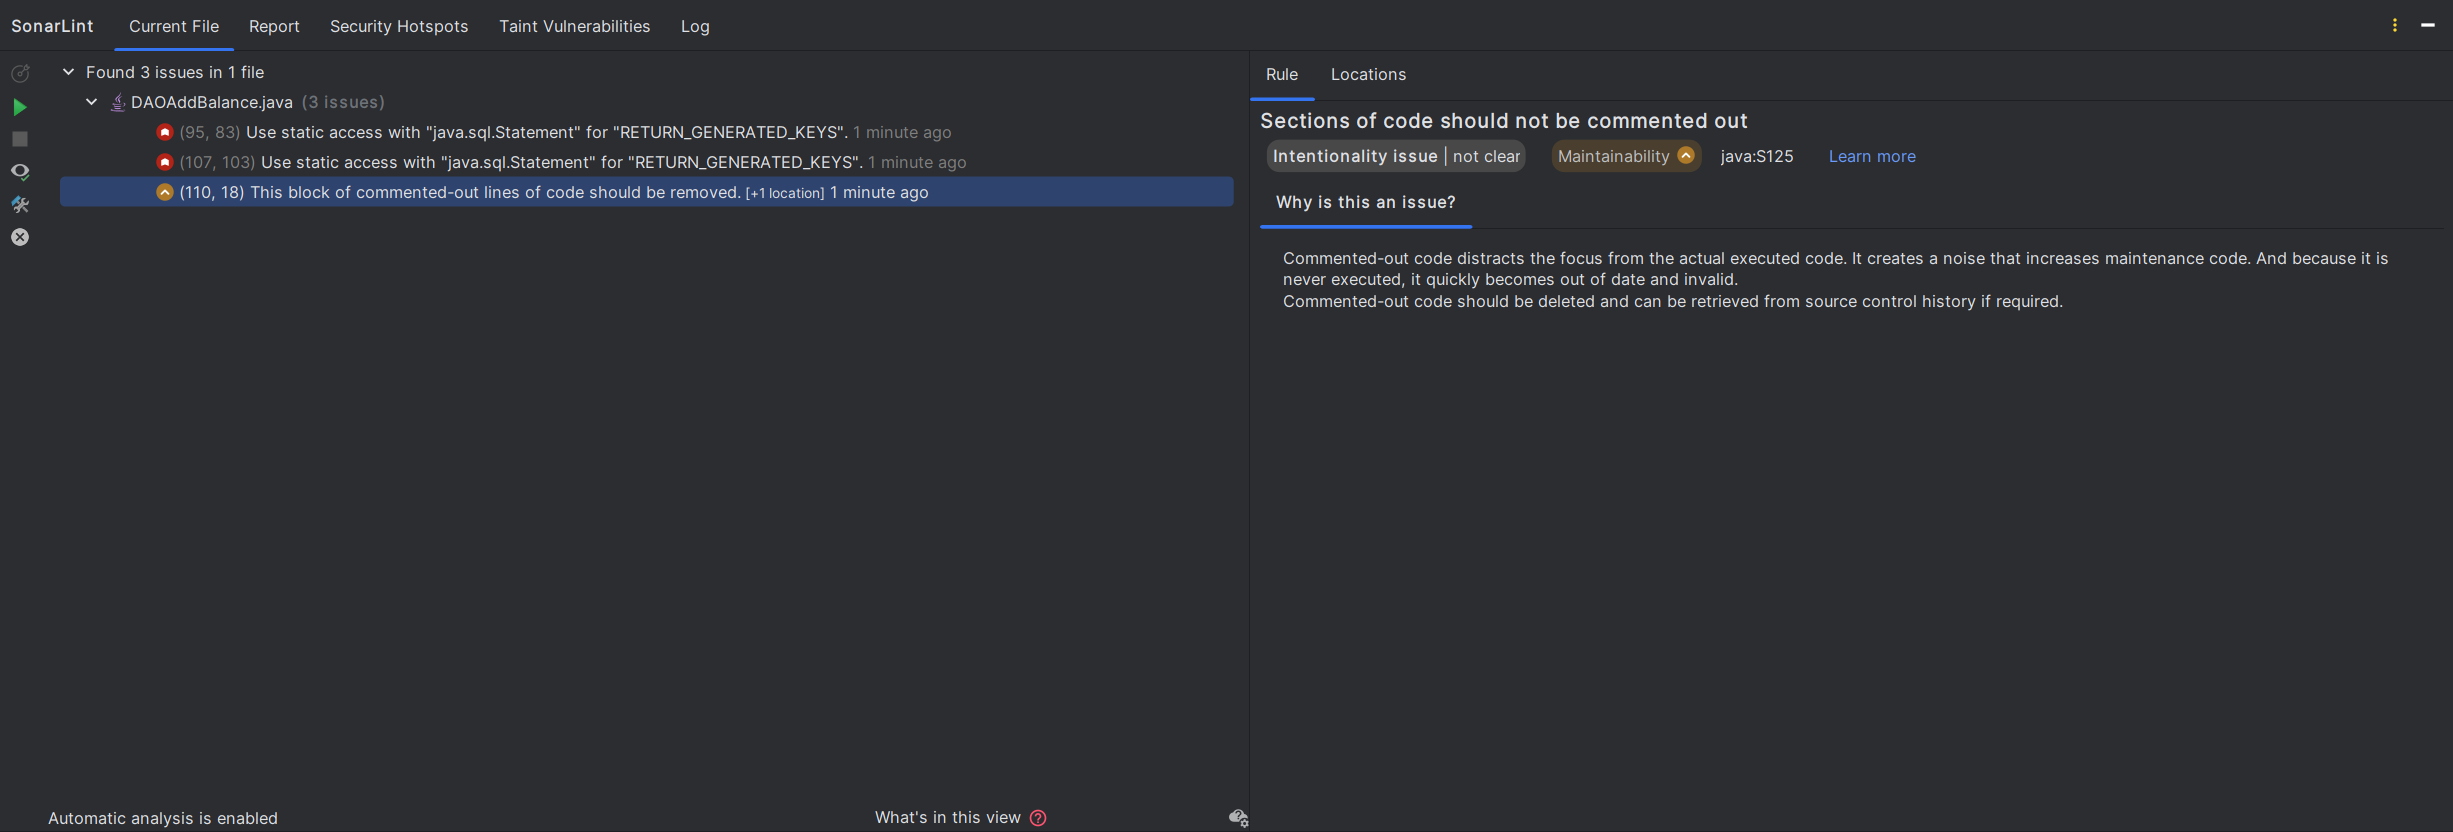 SonarLint Current File Report Security Hotspots Taint Vulnerabilities Log
Found 3 issues in 1 file
DAOAddBalance.java (3 issues)
(95, 83) Use static access with "java.sql.Statement" for "RETURN_GENERATED_KEYS". 1 minute ago
(107, 103) Use static access with "java.sql.Statement" for "RETURN_GENERATED_KEYS". 1 minute ago
(110, 18) This block of commented-out lines of code should be removed. [+1 location] 1 minute ago
Automatic analysis is enabled
What's in this view
Rule Locations
Sections of code should not be commented out
Intentionality issue | not clear Maintainability java:S125 Learn more
Why is this an issue?
Commented-out code distracts the focus from the actual executed code. It creates a noise that increases maintenance code. And because it is
never executed, it quickly becomes out of date and invalid.
Commented-out code should be deleted and can be retrieved from source control history if required.